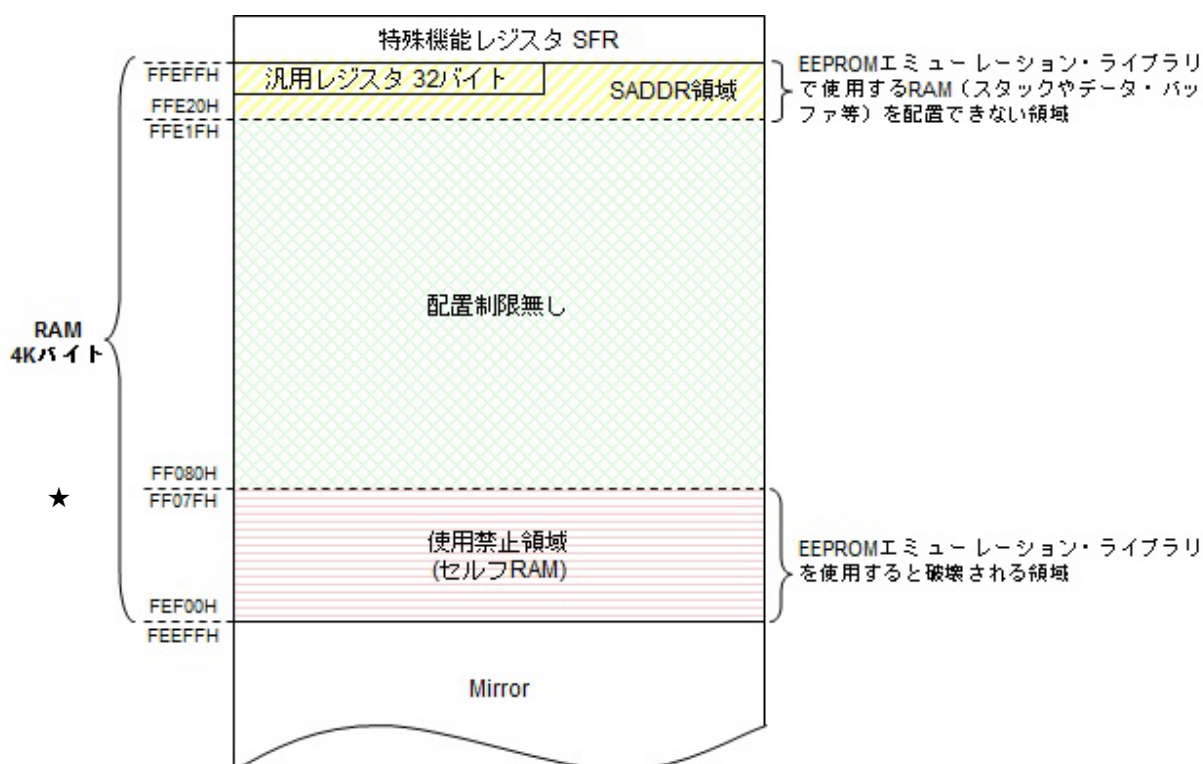 特殊機能レジスタ SFR
FFEFFH
汎用レジスタ 32バイト
SADDR領域
FFE20H
FFE1FH
EEPROMエミューレーション・ライブラリ
で使用するRAM（スタックやデータ・バッ
ファ等）を配置できない領域
配置制限無し
RAM
4Kバイト
FF080H
★
FF07FH
使用禁止領域
(セルフRAM)
EEPROMエミューレーション・ライブラリ
を使用すると破壊される領域
FEF00H
FEEFFH
Mirror